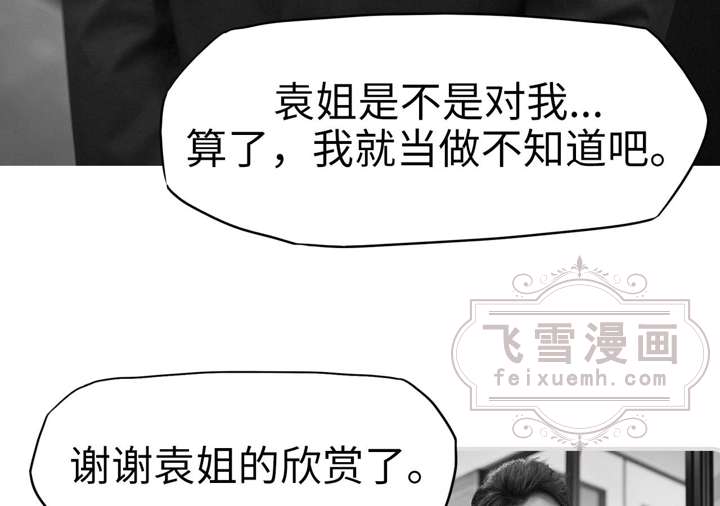 袁姐是不是对我...
算了，我就当做不知道吧。
飞雪漫画
feixuemh.com
谢谢袁姐的欣赏了。